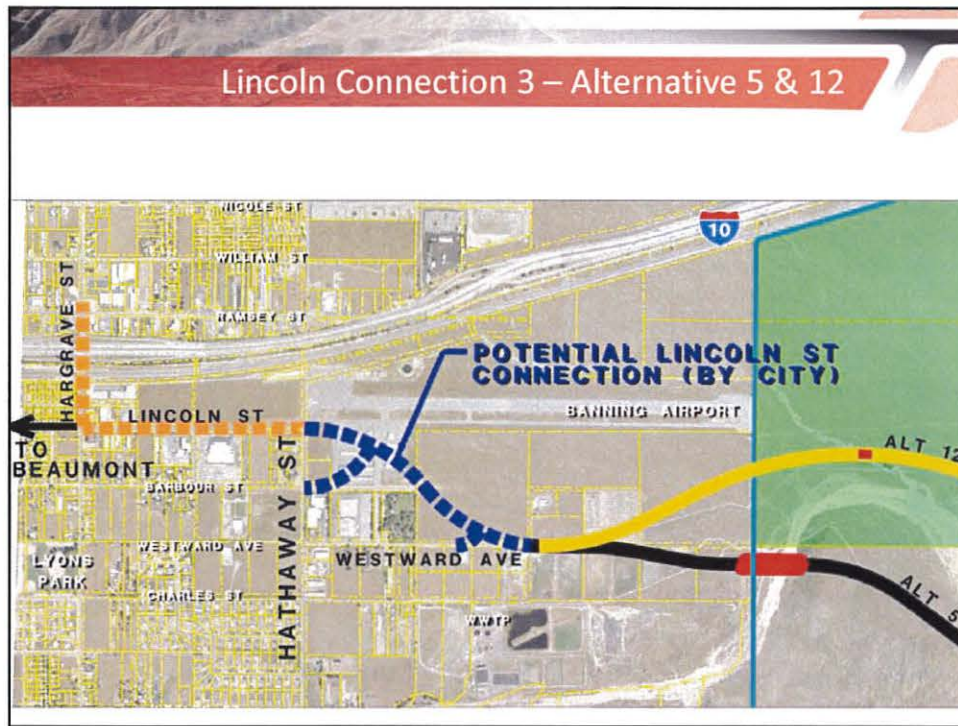 Lincoln Connection 3 – Alternative 5 & 12
NICOLE ST
WILLIAM ST
10
HARGRAVE ST
RAMSEY ST
POTENTIAL LINCOLN ST
CONNECTION (BY CITY)
LINCOLN ST
BANNING AIRPORT
TO
BEAUMONT
HATHAWAY ST
ALT 12
BARBOUR ST
WESTWARD AVE
WESTWARD AVE
LYONS
PARK
CHARLES ST
ALT 5
WWTP